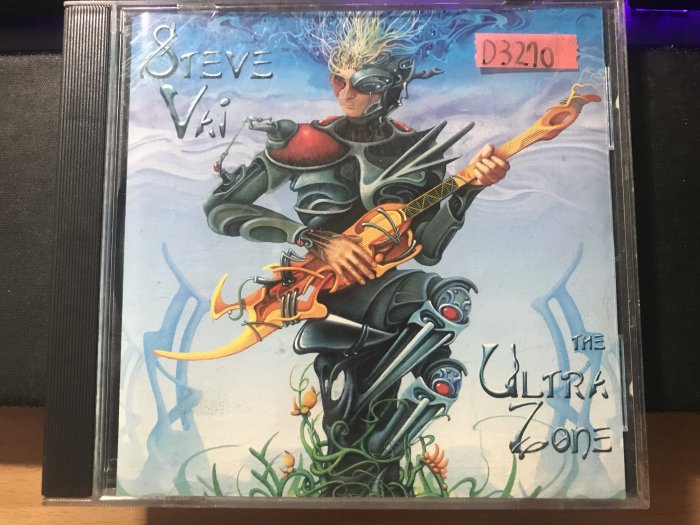 STEVE
VAI
D3210
THE
ULTRA
ZONE